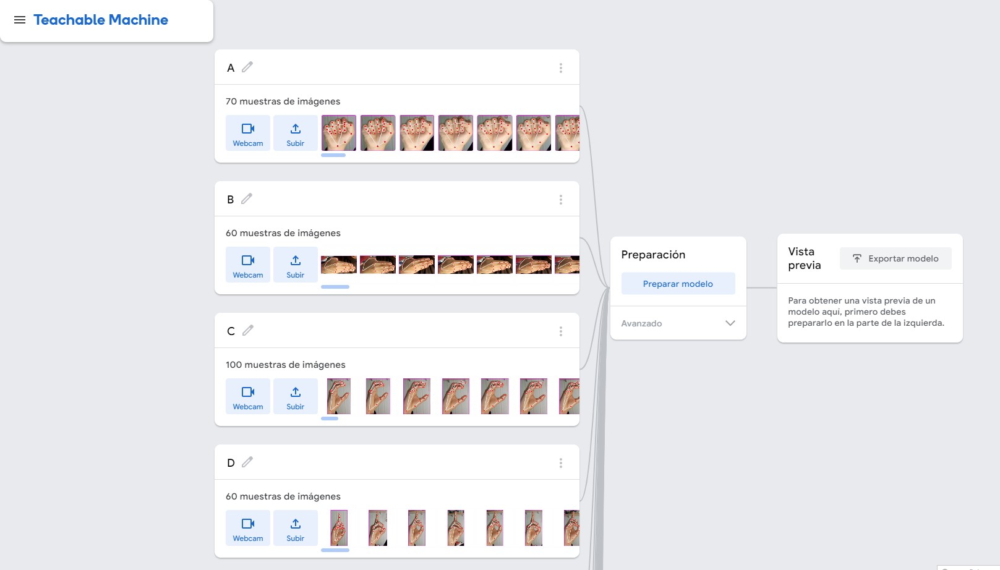 Teachable Machine
A
70 muestras de imágenes
Webcam
Subir
B
60 muestras de imágenes
Webcam
Subir
C
100 muestras de imágenes
Webcam
Subir
D
60 muestras de imágenes
Webcam
Subir
Preparación
Preparar modelo
Avanzado
Vista
previa
Exportar modelo
Para obtener una vista previa de un
modelo aquí, primero debes
prepararlo en la parte de la izquierda.